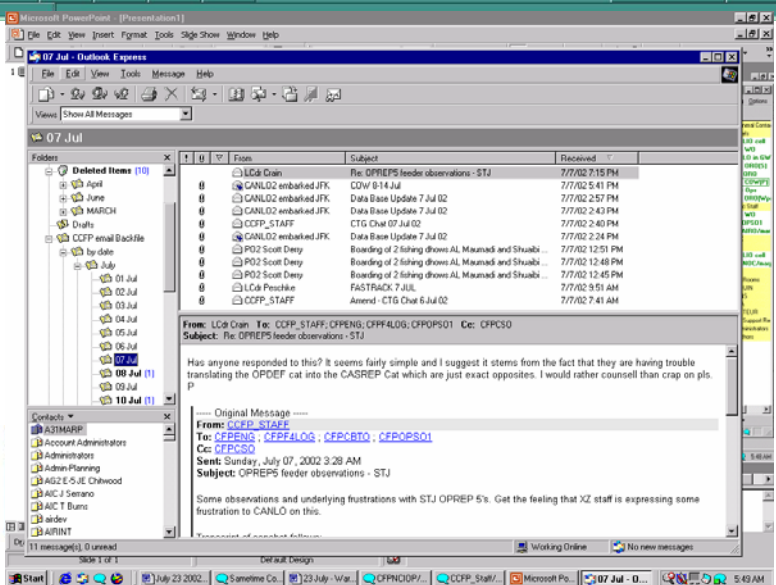 Microsoft PowerPoint - [Presentation1]
File Edit View Insert Format Tools Slide Show Window Help
07 Jul - Outlook Express
File Edit View Tools Message Help
Views Show All Messages
07 Jul
Folders
Deleted Items (10)
April
June
MARCH
Drafts
CCFP email Backfile
by date
July
01 Jul
02 Jul
03 Jul
04 Jul
05 Jul
06 Jul
07 Jul
08 Jul (1)
09 Jul
10 Jul (1)
Contacts
A31MARP
Account Administrators
Administrators
Admin-Planning
AG2 E-5 JE Chitwood
AIC J Serrano
AIC T Burns
airdev
AIRINT
From Subject Received
LCdr Crain Re: OPREP5 feeder observations - STJ 7/7/02 7:15 PM
CANLO2 embarked JFK COW 8-14 Jul 7/7/02 5:41 PM
CANLO2 embarked JFK Data Base Update 7 Jul 02 7/7/02 2:57 PM
CANLO2 embarked JFK Data Base Update 7 Jul 02 7/7/02 2:43 PM
CCFP_STAFF CTG Chat 07 Jul 02 7/7/02 2:40 PM
CANLO2 embarked JFK Data Base Update 7 Jul 02 7/7/02 2:24 PM
PO2 Scott Derry Boarding of 2 fishing dhows AL Maumadi and Shuaibi ... 7/7/02 12:51 PM
PO2 Scott Derry Boarding of 2 fishing dhows AL Maumadi and Shuaibi ... 7/7/02 12:48 PM
PO2 Scott Derry Boarding of 2 fishing dhows AL Maumadi and Shuaibi ... 7/7/02 12:45 PM
LCdr Peschke FASTRACK 7 JUL 7/7/02 9:51 AM
CCFP_STAFF Amend - CTG Chat 6 Jul 02 7/7/02 7:41 AM
From: LCdr Crain To: CCFP_STAFF; CFPENG; CFPF4LOG; CFPOPSO1 Cc: CFPCSO
Subject: Re: OPREP5 feeder observations - STJ
Has anyone responded to this? It seems fairly simple and I suggest it stems from the fact that they are having trouble
translating the OPDEF cat into the CASREP Cat which are just exact opposites. I would rather counsell than crap on pls.
P
----- Original Message -----
From: CCFP_STAFF
To: CFPENG ; CFPF4LOG ; CFPCBTO ; CFPOPSO1
Cc: CFPCSO
Sent: Sunday, July 07, 2002 3:28 AM
Subject: OPREP5 feeder observations - STJ
Some observations and underlying frustrations with STJ OPREP 5's. Get the feeling that XZ staff is expressing some
frustration to CANLO on this.
11 message(s), 0 unread Working Online No new messages
Slide 1 of 1 Default Design
Start July 23 2002... Sametime Co... 23 July - War... CFPNCIOP/... CCFP_Staff/... Microsoft Po... 07 Jul - O... 5:49 AM